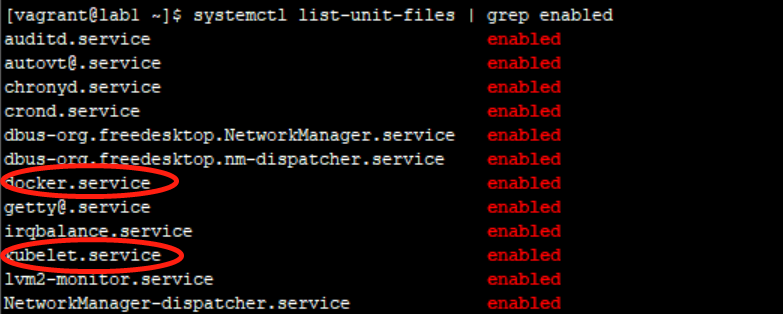 [vagrant@lab1 ~]$ systemctl list-unit-files | grep enabled
auditd.service enabled
autovt@.service enabled
chronyd.service enabled
crond.service enabled
dbus-org.freedesktop.NetworkManager.service enabled
dbus-org.freedesktop.nm-dispatcher.service enabled
docker.service enabled
getty@.service enabled
irqbalance.service enabled
kubelet.service enabled
lvm2-monitor.service enabled
NetworkManager-dispatcher.service enabled